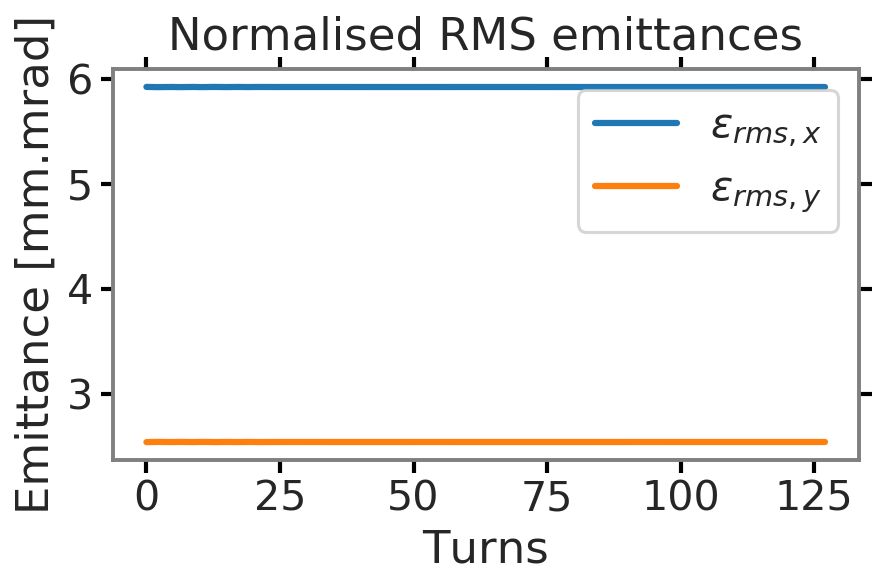 Normalised RMS emittances
Emittance [mm.mrad]
6
5
4
3
ε_{rms, x}
ε_{rms, y}
0 25 50 75 100 125
Turns